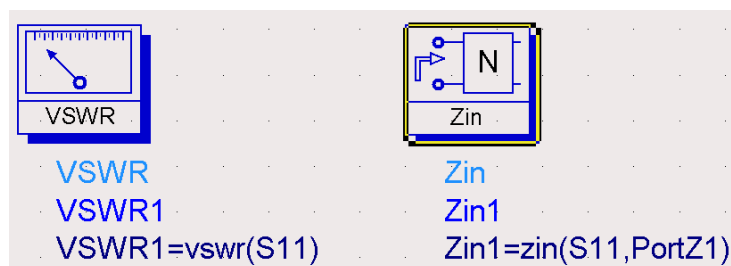 N
VSWR
Zin
VSWR
Zin
VSWR1
Zin1
VSWR1=vswr(S11)
Zin1=zin(S11,PortZ1)